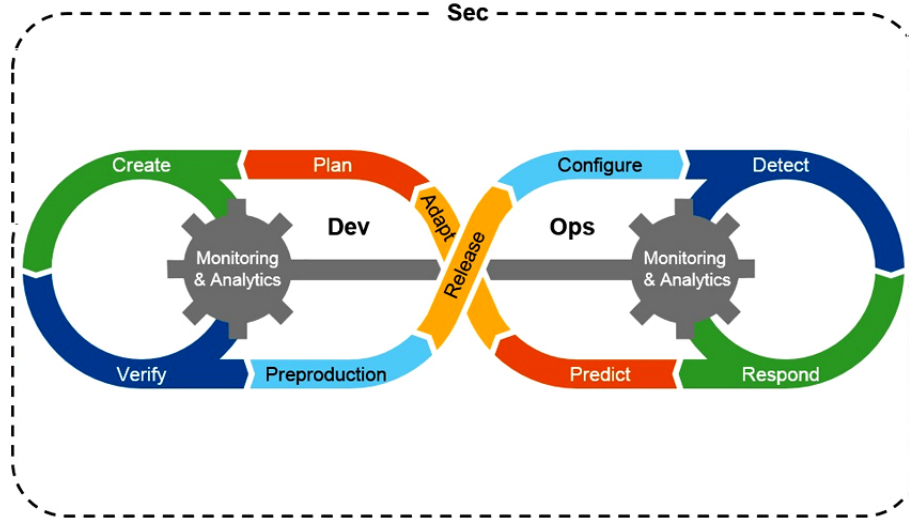 Sec
Create
Plan
Configure
Detect
Adapt
Dev
Ops
Release
Monitoring
& Analytics
Monitoring
& Analytics
Verify
Preproduction
Predict
Respond